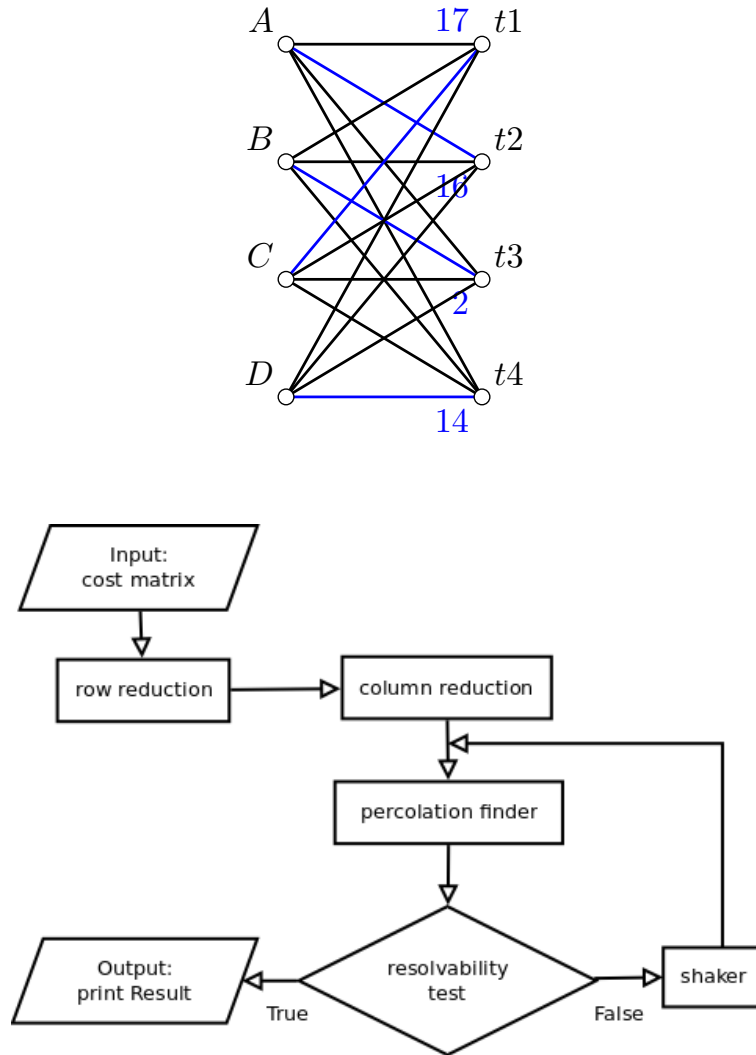 A 17 t1
B t2
16
C t3
2
D t4
14
Input:
cost matrix
row reduction
column reduction
percolation finder
resolvability
test
Output:
print Result
True
False
shaker